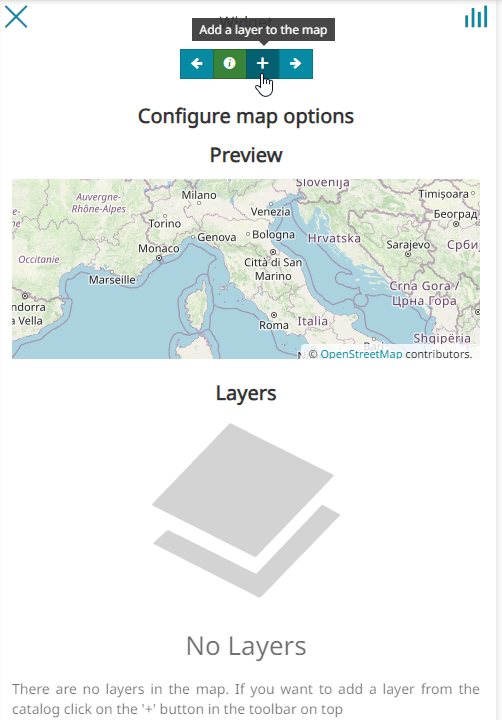 Widget
Add a layer to the map
Configure map options
Preview
Slovenija
Auvergne-
Rhône-Alpes
Milano
Timișoara
Torino
Venezia
Београд
Genova
Bologna
Hrvatska
Occitanie
Monaco
Sarajevo
Città di San
Marino
Marseille
Crna Gora /
Црна Гора
Roma
Italia
Shqipëria
© OpenStreetMap contributors.
Layers
No Layers
There are no layers in the map. If you want to add a layer from the
catalog click on the '+' button in the toolbar on top